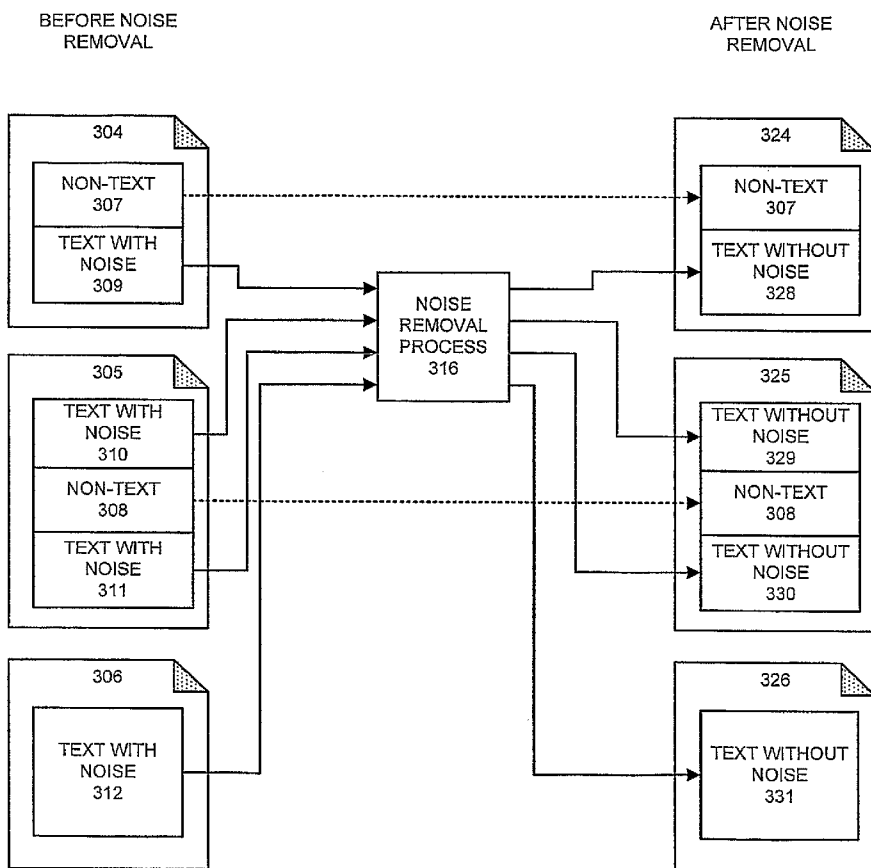 BEFORE NOISE
REMOVAL
AFTER NOISE
REMOVAL
304
NON-TEXT
307
TEXT WITH
NOISE
309
305
TEXT WITH
NOISE
310
NON-TEXT
308
TEXT WITH
NOISE
311
306
TEXT WITH
NOISE
312
NOISE
REMOVAL
PROCESS
316
324
NON-TEXT
307
TEXT WITHOUT
NOISE
328
325
TEXT WITHOUT
NOISE
329
NON-TEXT
308
TEXT WITHOUT
NOISE
330
326
TEXT WITHOUT
NOISE
331